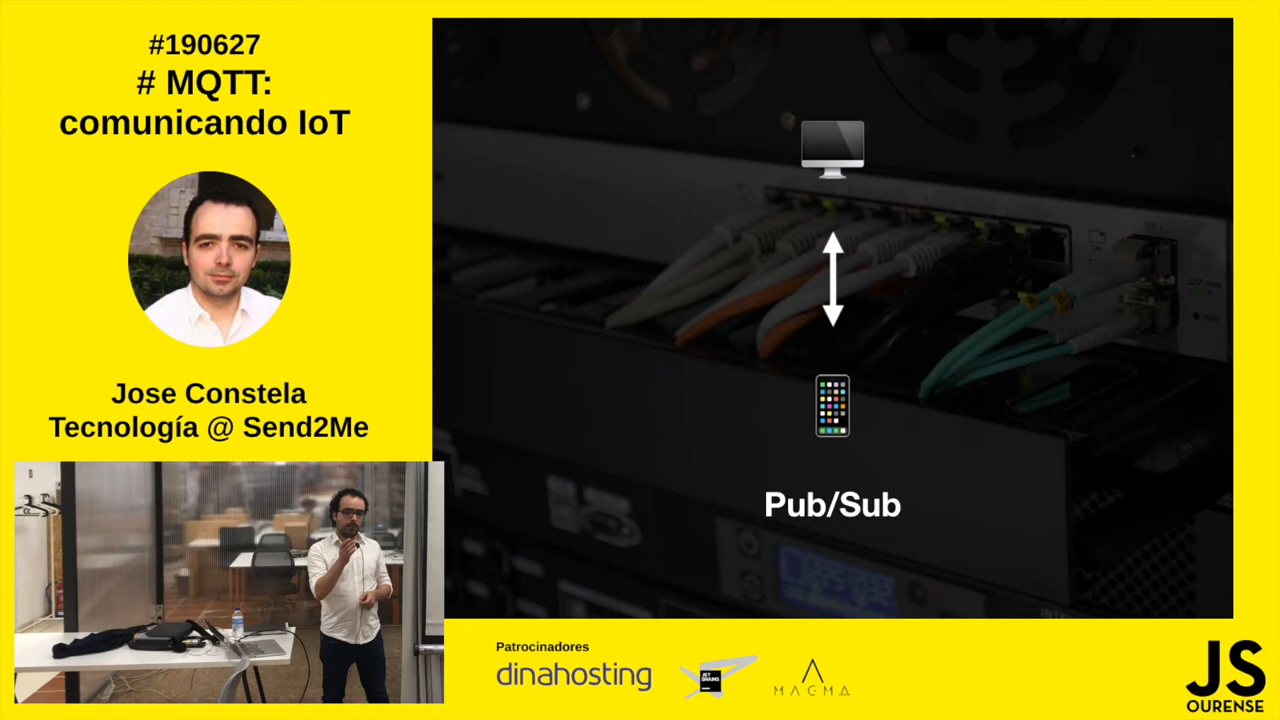 #190627
# MQTT:
comunicando IoT
Jose Constela
Tecnología @ Send2Me
Pub/Sub
Patrocinadores
dinahosting
JET
BRAINS
MAGMA
JS
OURENSE